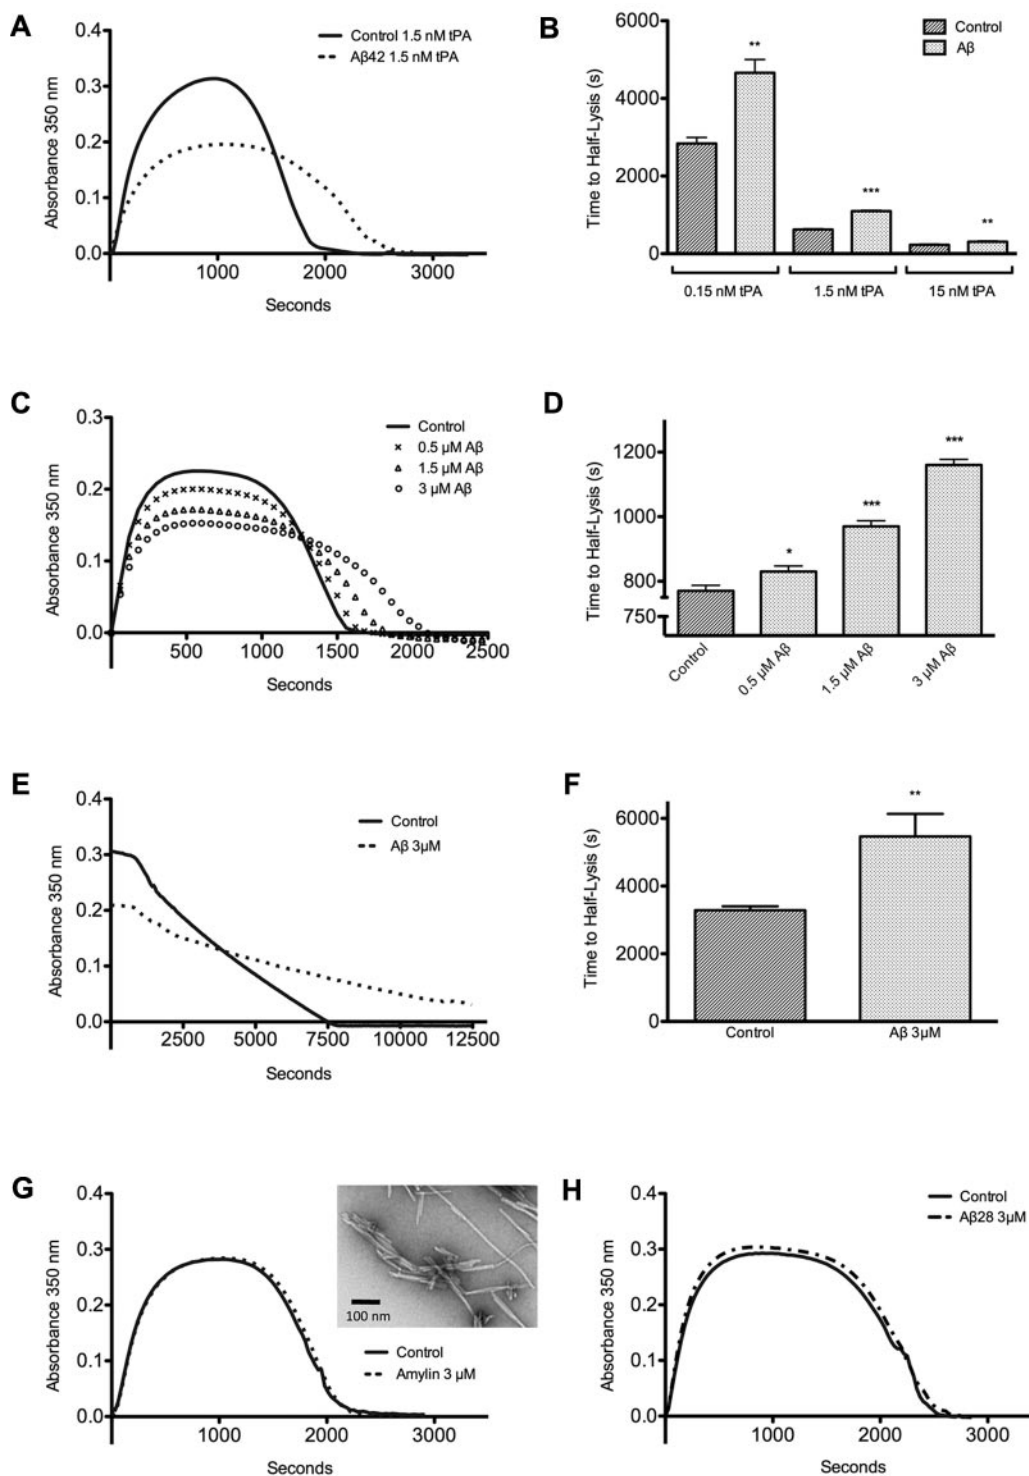 A
Control 1.5 nM tPA
Aβ42 1.5 nM tPA
Absorbance 350 nm
0.4
0.3
0.2
0.1
0.0
1000 2000 3000
Seconds
B
Control
Aβ
Time to Half-Lysis (s)
6000
4000
2000
0
** *** **
0.15 nM tPA 1.5 nM tPA 15 nM tPA
C
Control
0.5 µM Aβ
1.5 µM Aβ
3 µM Aβ
Absorbance 350 nm
0.3
0.2
0.1
0.0
500 1000 1500 2000 2500
Seconds
D
Time to Half-Lysis (s)
1200
1000
800
750
* *** ***
Control 0.5 µM Aβ 1.5 µM Aβ 3 µM Aβ
E
Control
Aβ 3µM
Absorbance 350 nm
0.4
0.3
0.2
0.1
0.0
2500 5000 7500 10000 12500
Seconds
F
Time to Half-Lysis (s)
6000
4000
2000
0
**
Control Aβ 3µM
G
Absorbance 350 nm
0.4
0.3
0.2
0.1
0.0
100 nm
Control
Amylin 3 µM
1000 2000 3000
Seconds
H
Control
Aβ28 3µM
Absorbance 350 nm
0.4
0.3
0.2
0.1
0.0
1000 2000 3000
Seconds